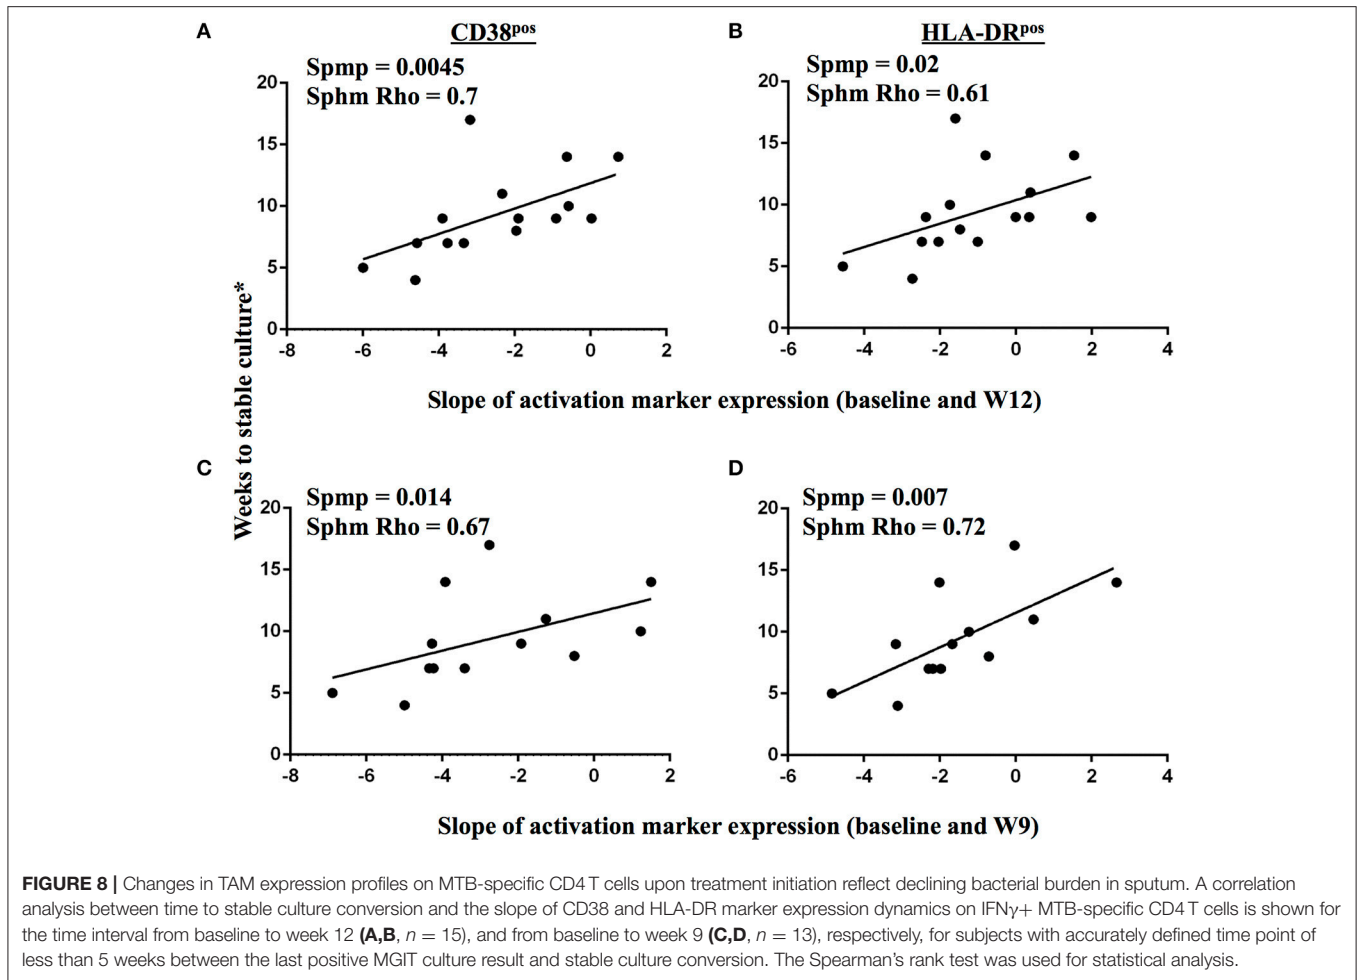 A
CD38pos
Spmp = 0.0045
Sphm Rho = 0.7
20
15
10
5
0
-8
-6
-4
-2
0
2
B
HLA-DRpos
Spmp = 0.02
Sphm Rho = 0.61
20
15
10
5
0
-6
-4
-2
0
2
4
Weeks to stable culture*
Slope of activation marker expression (baseline and W12)
C
Spmp = 0.014
Sphm Rho = 0.67
20
15
10
5
0
-8
-6
-4
-2
0
2
D
Spmp = 0.007
Sphm Rho = 0.72
20
15
10
5
0
-6
-4
-2
0
2
4
Slope of activation marker expression (baseline and W9)
FIGURE 8 | Changes in TAM expression profiles on MTB-specific CD4 T cells upon treatment initiation reflect declining bacterial burden in sputum. A correlation
analysis between time to stable culture conversion and the slope of CD38 and HLA-DR marker expression dynamics on IFNγ+ MTB-specific CD4 T cells is shown for
the time interval from baseline to week 12 (A,B, n = 15), and from baseline to week 9 (C,D, n = 13), respectively, for subjects with accurately defined time point of
less than 5 weeks between the last positive MGIT culture result and stable culture conversion. The Spearman's rank test was used for statistical analysis.